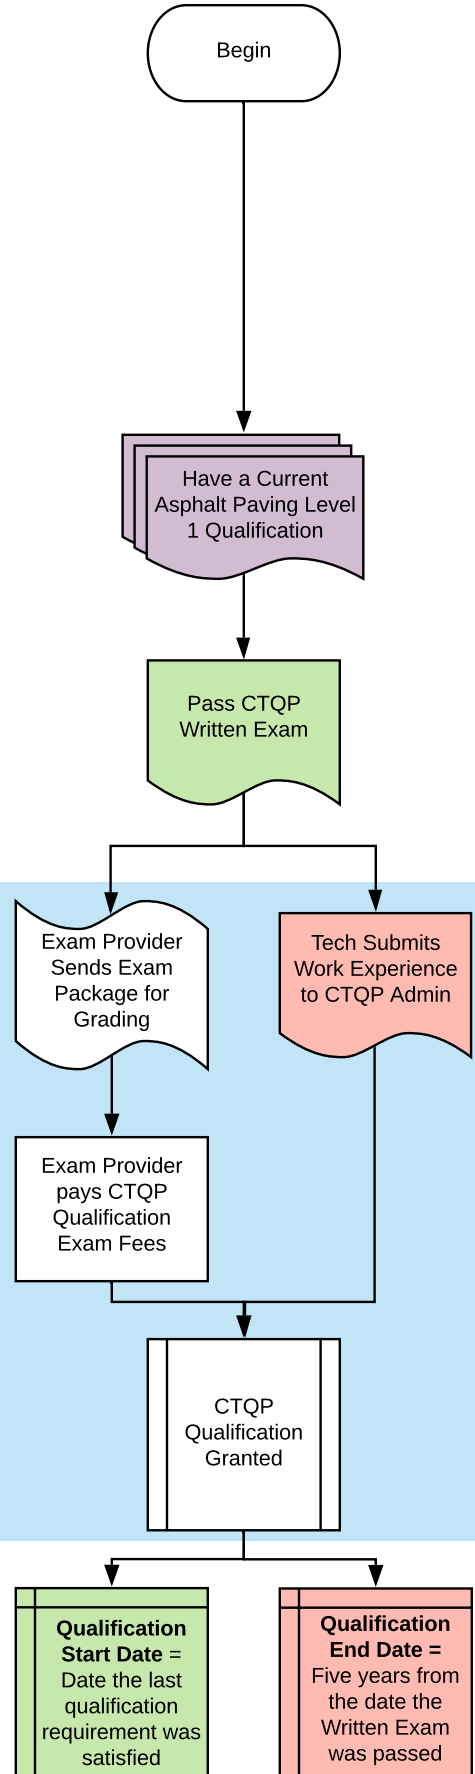 Begin
Have a Current
Asphalt Paving Level
1 Qualification
Pass CTQP
Written Exam
Exam Provider
Sends Exam
Package for
Grading
Tech Submits
Work Experience
to CTQP Admin
Exam Provider
pays CTQP
Qualification
Exam Fees
CTQP
Qualification
Granted
Qualification
Start Date =
Date the last
qualification
requirement was
satisfied
Qualification
End Date =
Five years from
the date the
Written Exam
was passed